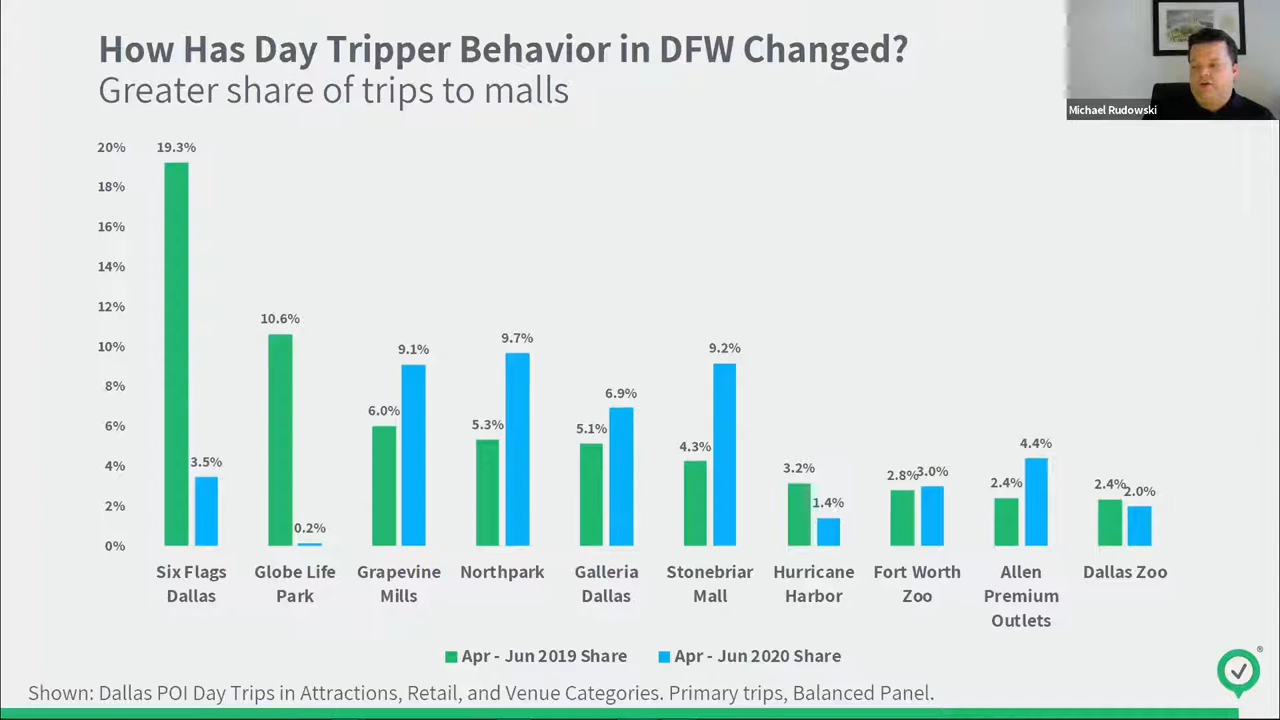 How Has Day Tripper Behavior in DFW Changed?
Greater share of trips to malls
Michael Rudowski
20%
18%
16%
14%
12%
10%
8%
6%
4%
2%
0%
19.3%
3.5%
10.6%
0.2%
6.0%
9.1%
5.3%
9.7%
5.1%
6.9%
4.3%
9.2%
3.2%
1.4%
2.8%
3.0%
2.4%
4.4%
2.4%
2.0%
Six Flags
Dallas
Globe Life
Park
Grapevine
Mills
Northpark
Galleria
Dallas
Stonebriar
Mall
Hurricane
Harbor
Fort Worth
Zoo
Allen
Premium
Outlets
Dallas Zoo
Apr - Jun 2019 Share
Apr - Jun 2020 Share
®
Shown: Dallas POI Day Trips in Attractions, Retail, and Venue Categories. Primary trips, Balanced Panel.